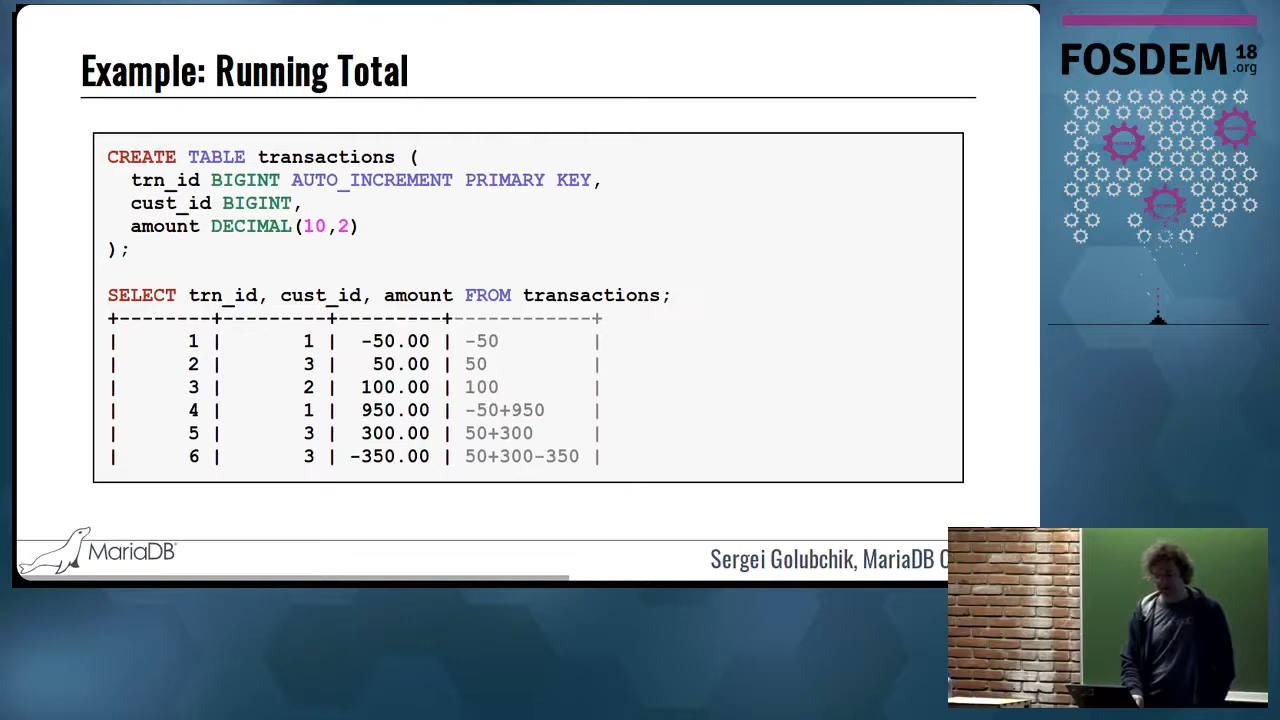 Example: Running Total
CREATE TABLE transactions (
trn_id BIGINT AUTO_INCREMENT PRIMARY KEY,
cust_id BIGINT,
amount DECIMAL(10,2)
);
SELECT trn_id, cust_id, amount FROM transactions;
+--------+---------+---------+------------+
| 1 | 1 | -50.00 | -50 |
| 2 | 3 | 50.00 | 50 |
| 3 | 2 | 100.00 | 100 |
| 4 | 1 | 950.00 | -50+950 |
| 5 | 3 | 300.00 | 50+300 |
| 6 | 3 | -350.00 | 50+300-350 |
MariaDB
Sergei Golubchik, MariaDB
FOSDEM 18
.org